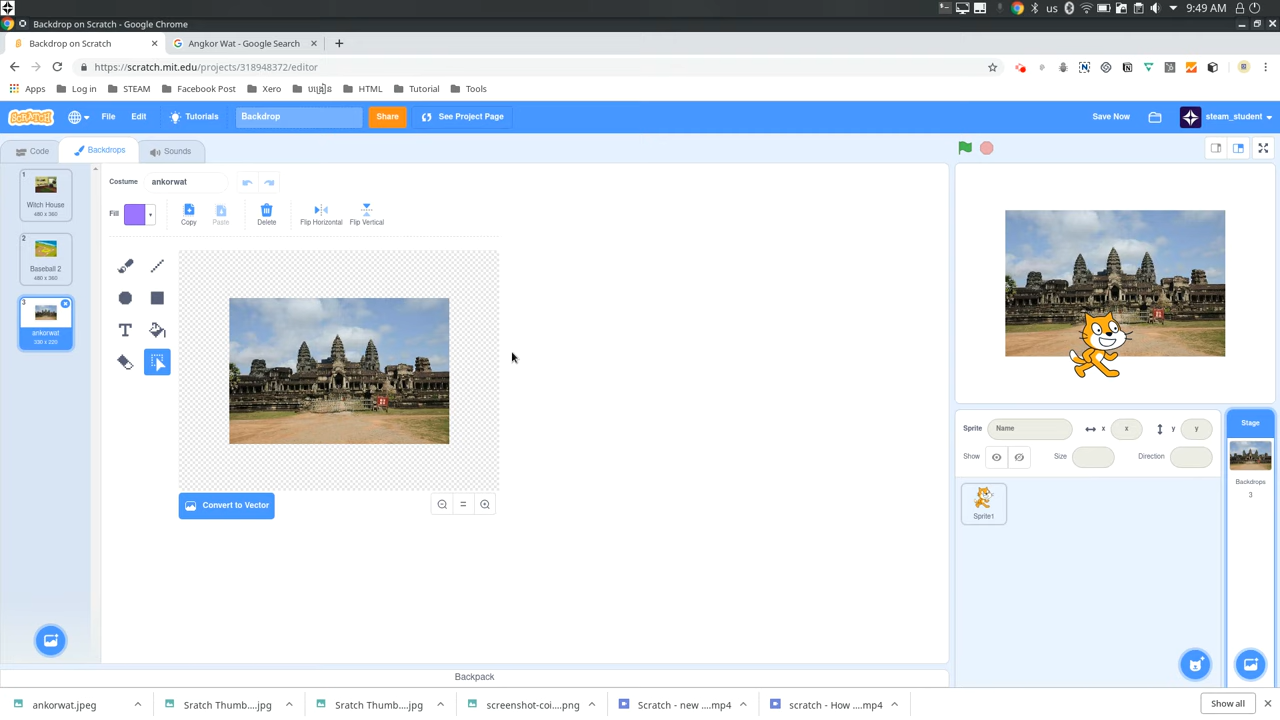 us 9:49 AM
Backdrop on Scratch - Google Chrome
Backdrop on Scratch
Angkor Wat - Google Search
https://scratch.mit.edu/projects/318948372/editor
Apps Log in STEAM Facebook Post Xero HTML Tutorial Tools
SCRATCH File Edit Tutorials Backdrop Share See Project Page Save Now steam_student
Code Backdrops Sounds
1
Witch House
480 x 360
2
Baseball 2
480 x 360
3
ankorwat
330 x 220
Costume ankorwat
Fill Copy Paste Delete Flip Horizontal Flip Vertical
T
Convert to Vector
Sprite Name x x y y
Show Size Direction
Sprite1
Stage
Backdrops
3
Backpack
ankorwat.jpeg Sratch Thumb....jpg Sratch Thumb....jpg screenshot-coi....png Scratch - new ....mp4 scratch - How ....mp4 Show all